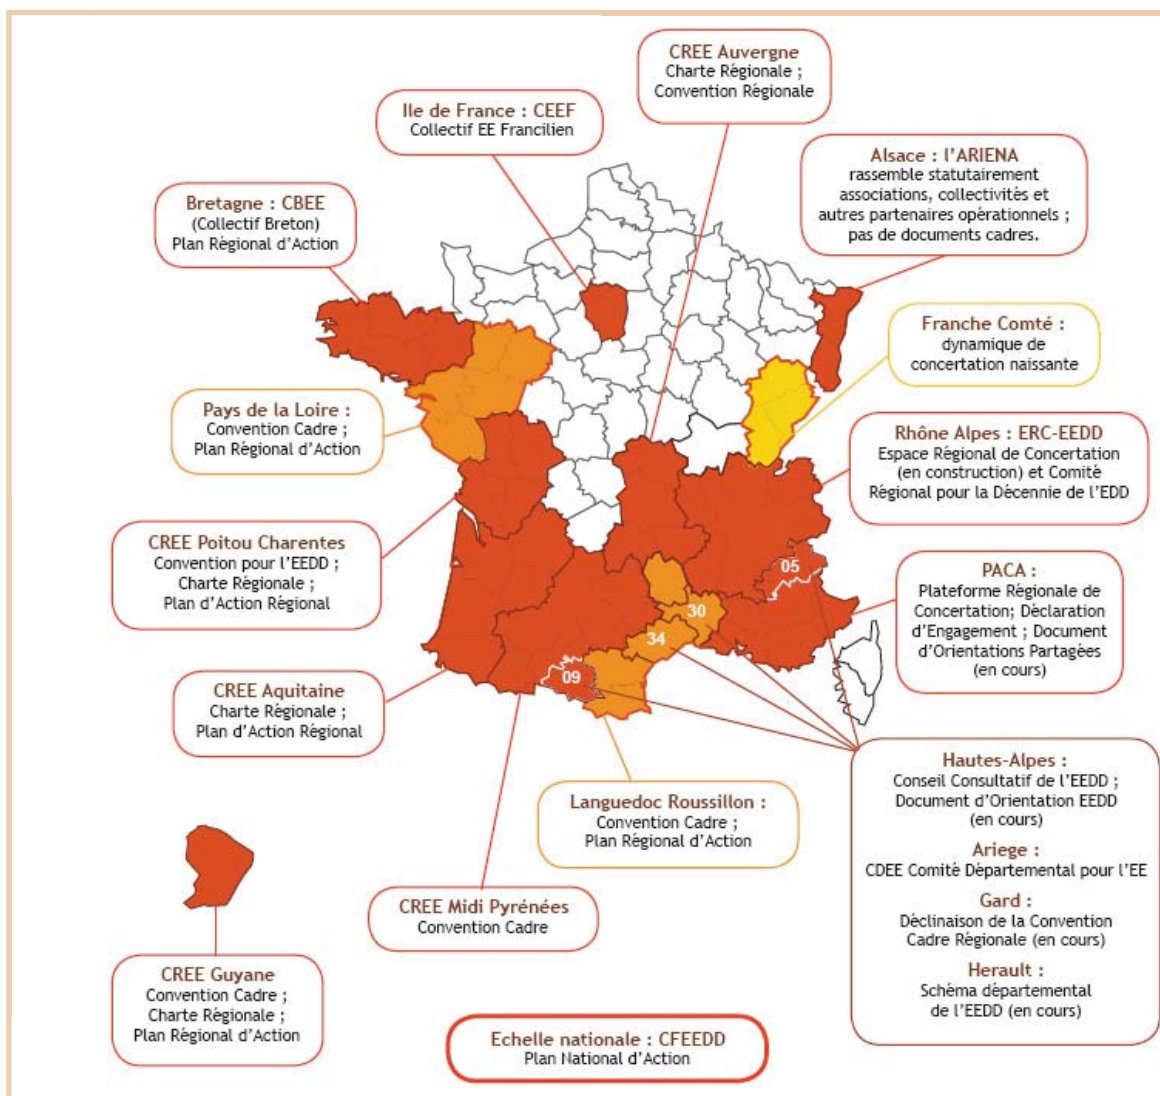 CREE Auvergne
Charte Régionale ;
Convention Régionale
Ile de France : CEEF
Collectif EE Francilien
Alsace : l'ARIENA
rassemble statutairement
associations, collectivités et
autres partenaires opérationnels ;
pas de documents cadres.
Bretagne : CBEE
(Collectif Breton)
Plan Régional d'Action
Franche Comté :
dynamique de
concertation naissante
Pays de la Loire :
Convention Cadre ;
Plan Régional d'Action
Rhône Alpes : ERC-EEDD
Espace Régional de Concertation
(en construction) et Comité
Régional pour la Décennie de l'EDD
CREE Poitou Charentes
Convention pour l'EEDD ;
Charte Régionale ;
Plan d'Action Régional
05
30
34
09
PACA :
Plateforme Régionale de
Concertation; Déclaration
d'Engagement ; Document
d'Orientations Partagées
(en cours)
CREE Aquitaine
Charte Régionale ;
Plan d'Action Régional
Languedoc Roussillon :
Convention Cadre ;
Plan Régional d'Action
Hautes-Alpes :
Conseil Consultatif de l'EEDD ;
Document d'Orientation EEDD
(en cours)
Ariege :
CDEE Comité Départemental pour l'EE
Gard :
Déclinaison de la Convention
Cadre Régionale (en cours)
Herault :
Schéma départemental
de l'EEDD (en cours)
CREE Midi Pyrénées
Convention Cadre
CREE Guyane
Convention Cadre ;
Charte Régionale ;
Plan Régional d'Action
Echelle nationale : CFEEDD
Plan National d'Action